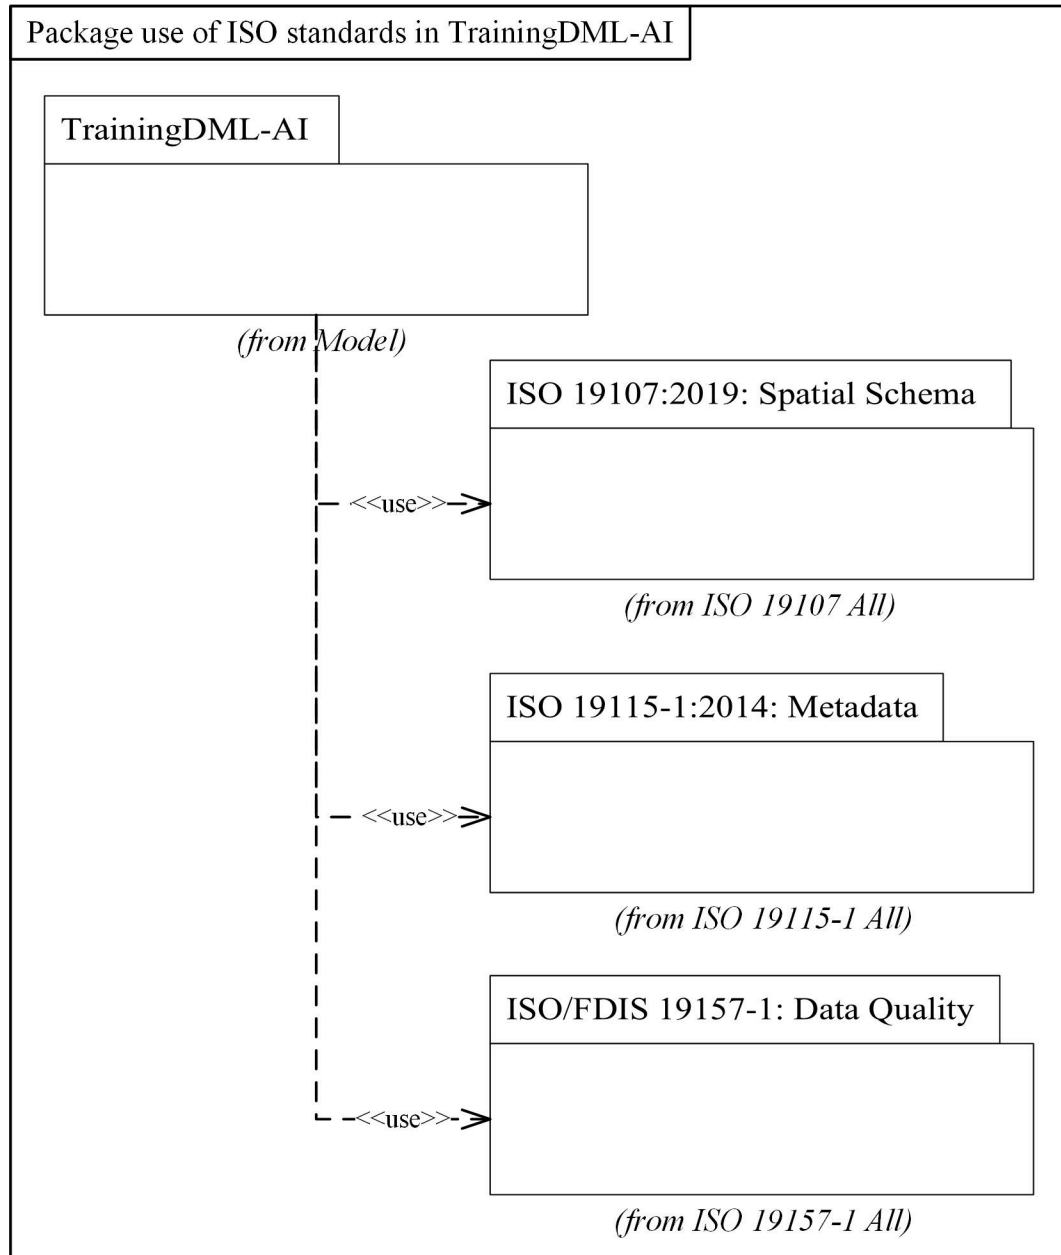 Package use of ISO standards in TrainingDML-AI
TrainingDML-AI
(from Model)
ISO 19107:2019: Spatial Schema
<<use>>
(from ISO 19107 All)
ISO 19115-1:2014: Metadata
<<use>>
(from ISO 19115-1 All)
ISO/FDIS 19157-1: Data Quality
<<use>>
(from ISO 19157-1 All)